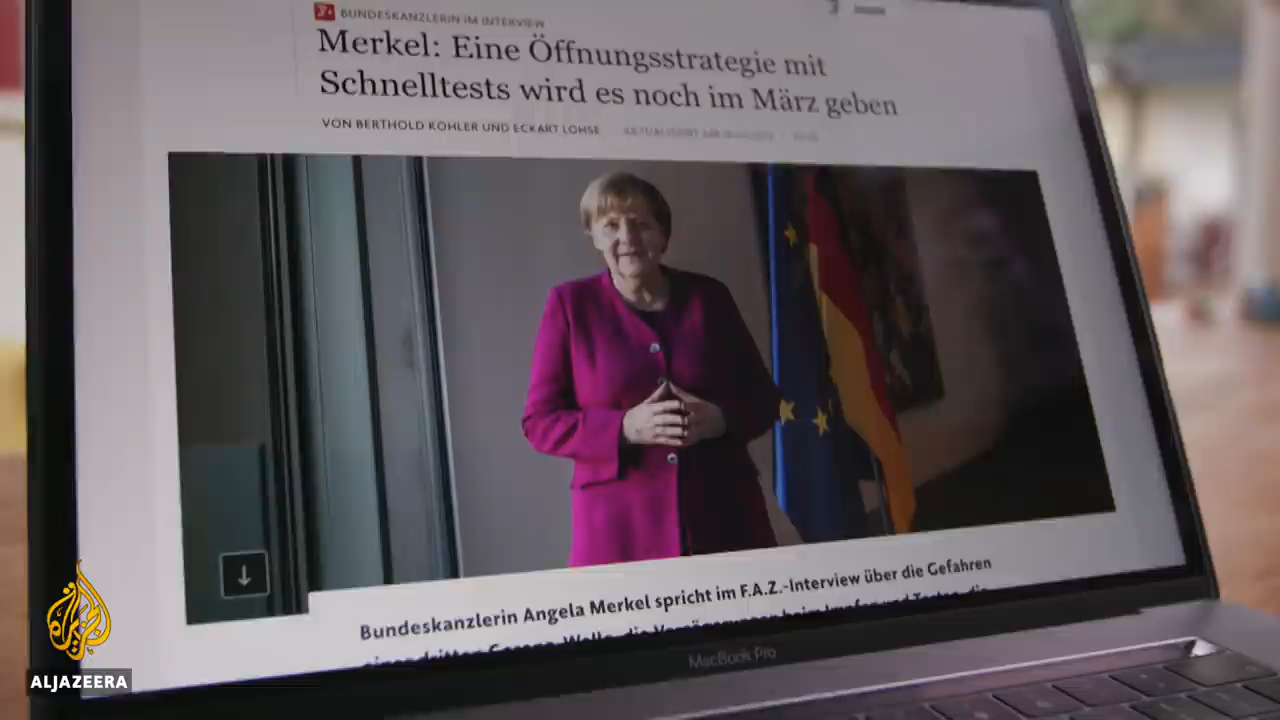 BUNDESKANZLERIN IM INTERVIEW
Merkel: Eine Öffnungsstrategie mit
Schnelltests wird es noch im März geben
VON BERTHOLD KOHLER UND ECKART LOHSE
Bundeskanzlerin Angela Merkel spricht im F.A.Z.-Interview über die Gefahren
MacBook Pro
ALJAZEERA